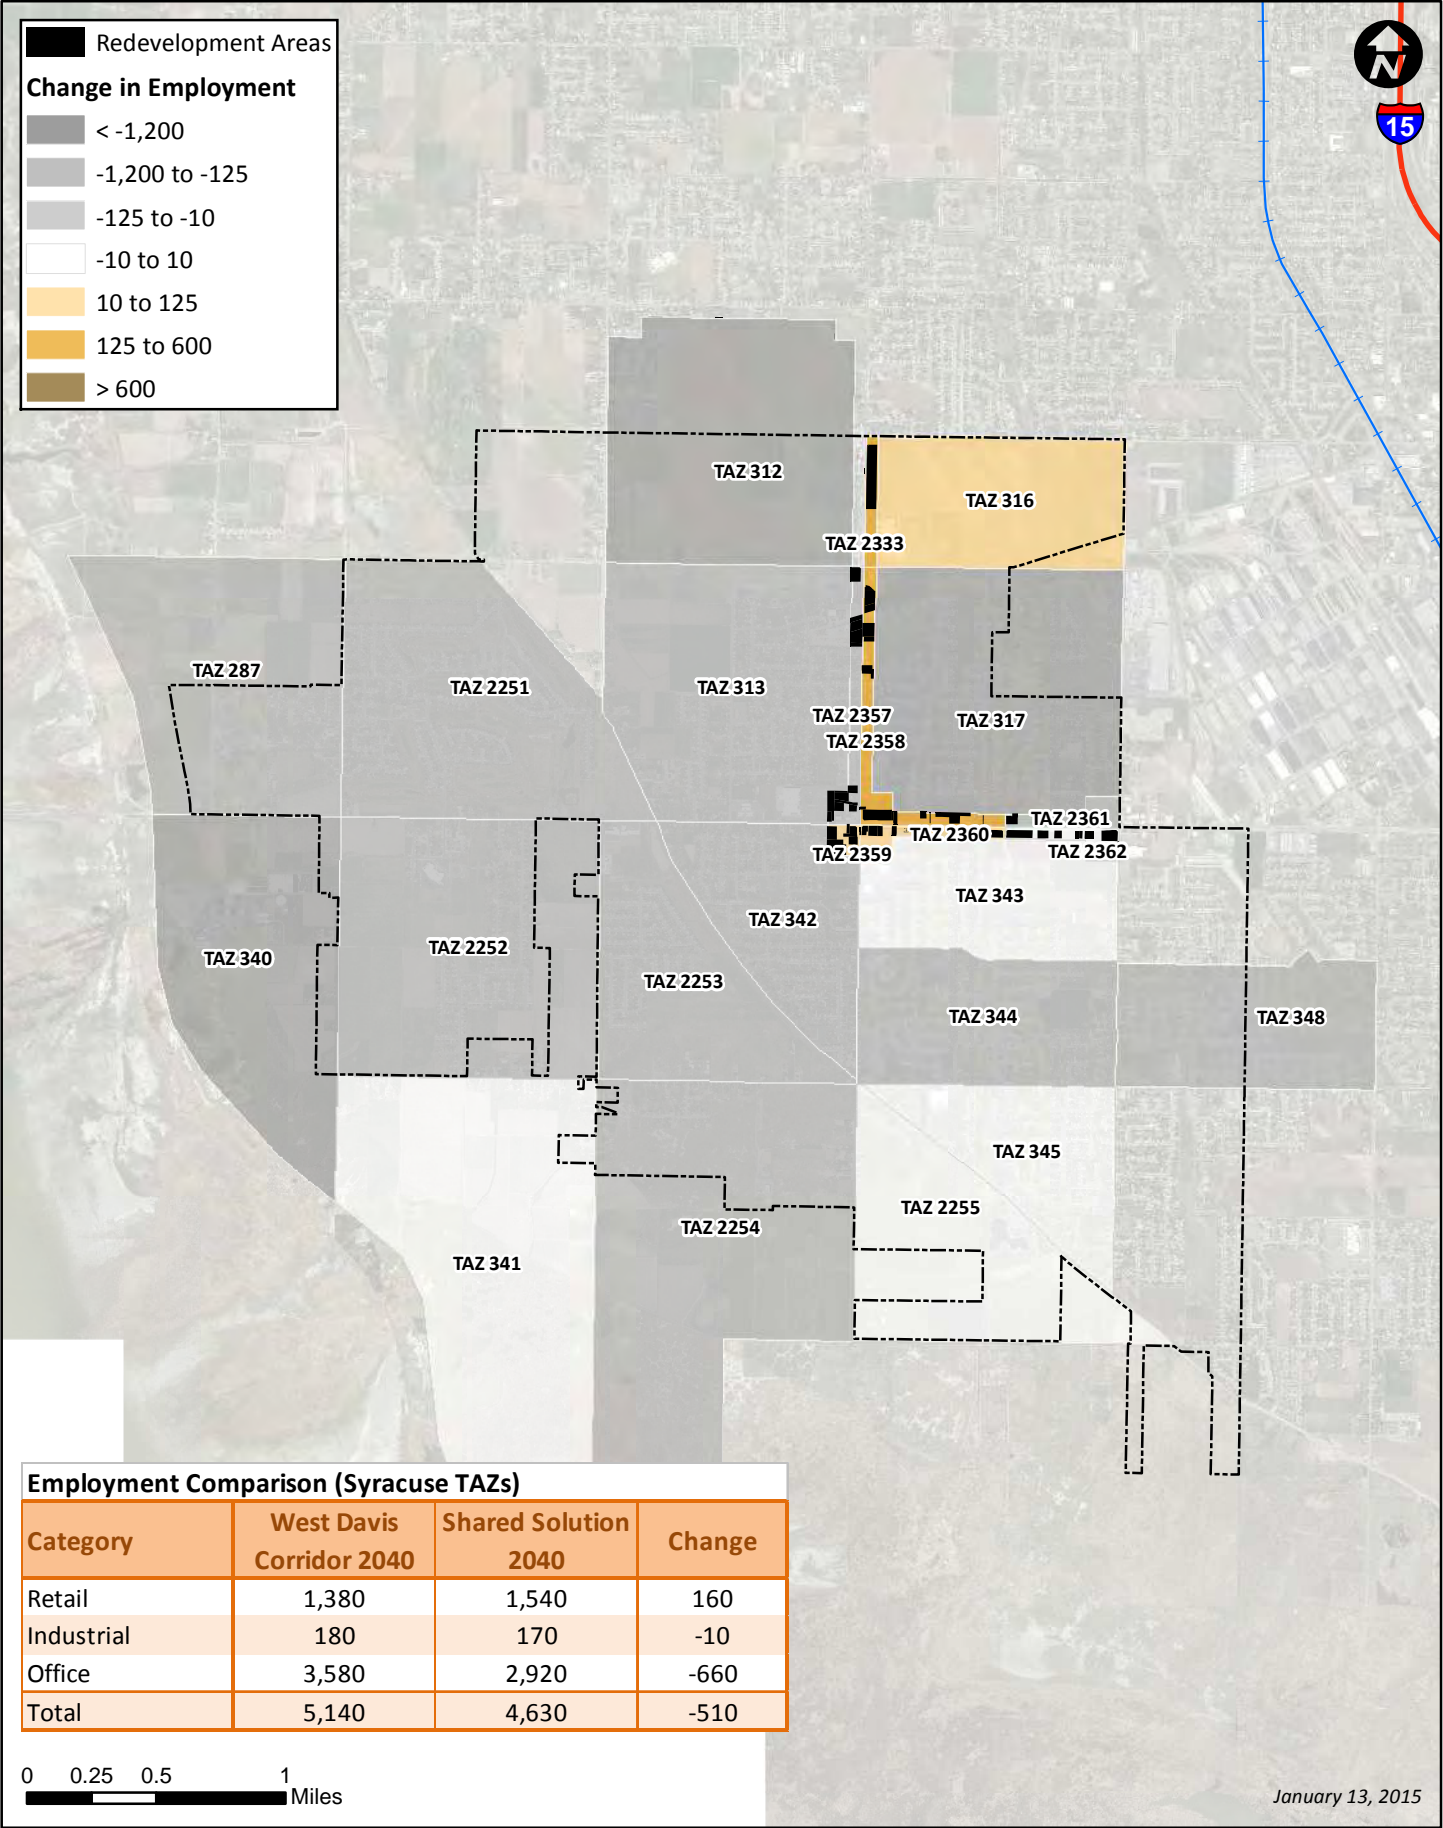 Redevelopment Areas
Change in Employment
< -1,200
-1,200 to -125
-125 to -10
-10 to 10
10 to 125
125 to 600
> 600
N
15
TAZ 312
TAZ 316
TAZ 2333
TAZ 287
TAZ 2251
TAZ 313
TAZ 2357
TAZ 317
TAZ 2358
TAZ 2361
TAZ 2360
TAZ 2359
TAZ 2362
TAZ 343
TAZ 342
TAZ 2252
TAZ 340
TAZ 2253
TAZ 344
TAZ 348
TAZ 345
TAZ 2255
TAZ 2254
TAZ 341
Employment Comparison (Syracuse TAZs)
Category West Davis Corridor 2040 Shared Solution 2040 Change
Retail 1,380 1,540 160
Industrial 180 170 -10
Office 3,580 2,920 -660
Total 5,140 4,630 -510
0 0.25 0.5 1
Miles
January 13, 2015